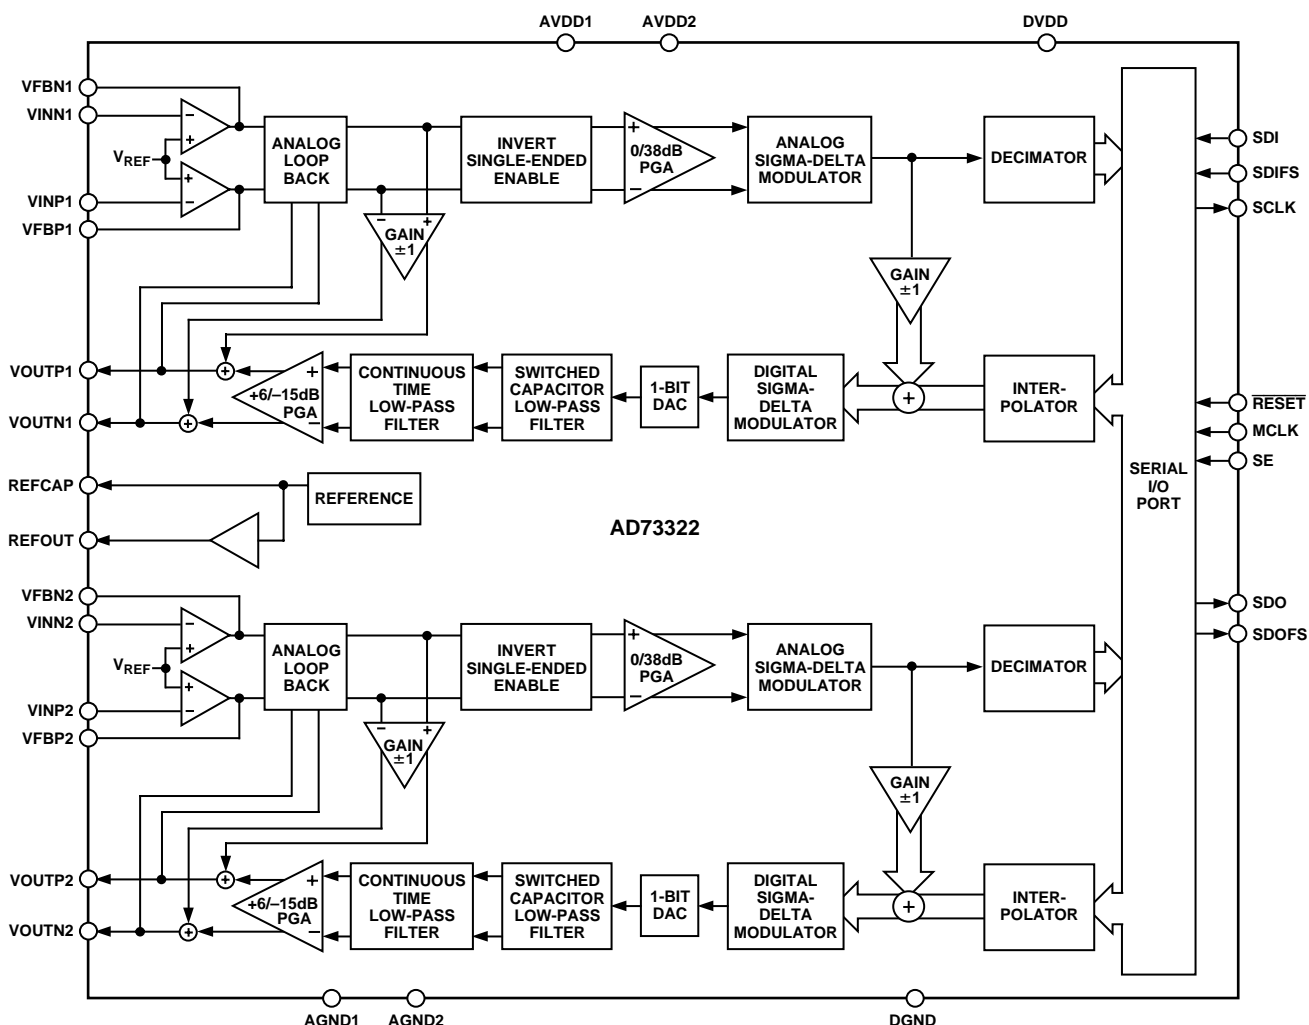 AVDD1
AVDD2
DVDD
VFBN1
VINN1
VREF
VINP1
VFBP1
−
+
+
−
ANALOG
LOOP
BACK
INVERT
SINGLE-ENDED
ENABLE
+
0/38dB
PGA
−
ANALOG
SIGMA-DELTA
MODULATOR
DECIMATOR
SDI
SDIFS
SCLK
−
+
GAIN
±1
GAIN
±1
VOUTP1
VOUTN1
+
+
+
+6/−15dB
PGA
−
CONTINUOUS
TIME
LOW-PASS
FILTER
SWITCHED
CAPACITOR
LOW-PASS
FILTER
1-BIT
DAC
DIGITAL
SIGMA-
DELTA
MODULATOR
+
INTER-
POLATOR
RESET
MCLK
SE
SERIAL
I/O
PORT
REFCAP
REFOUT
REFERENCE
AD73322
SDO
SDOFS
VFBN2
VINN2
VREF
VINP2
VFBP2
−
+
+
−
ANALOG
LOOP
BACK
INVERT
SINGLE-ENDED
ENABLE
+
0/38dB
PGA
−
ANALOG
SIGMA-DELTA
MODULATOR
DECIMATOR
−
+
GAIN
±1
GAIN
±1
VOUTP2
VOUTN2
+
+
+
+6/−15dB
PGA
−
CONTINUOUS
TIME
LOW-PASS
FILTER
SWITCHED
CAPACITOR
LOW-PASS
FILTER
1-BIT
DAC
DIGITAL
SIGMA-
DELTA
MODULATOR
+
INTER-
POLATOR
AGND1
AGND2
DGND